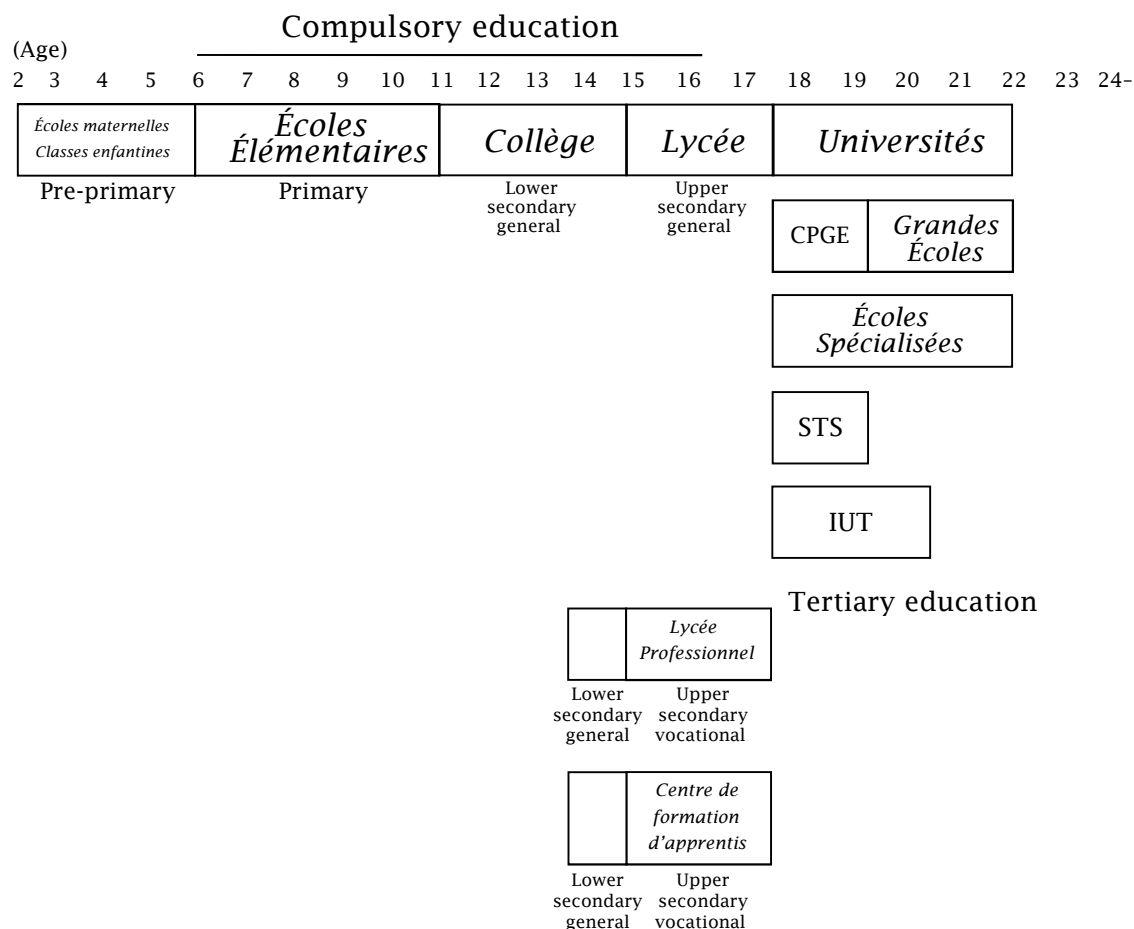 Compulsory education
(Age)
2 3 4 5 6 7 8 9 10 11 12 13 14 15 16 17 18 19 20 21 22 23 24–
Écoles maternelles
Classes enfantines
Pre-primary
Écoles
Élémentaires
Primary
Collège
Lower
secondary
general
Lycée
Upper
secondary
general
Universités
CPGE
Grandes
Écoles
Écoles
Spécialisées
STS
IUT
Tertiary education
Lycée
Professionnel
Lower
secondary
general
Upper
secondary
vocational
Centre de
formation
d'apprentis
Lower
secondary
general
Upper
secondary
vocational